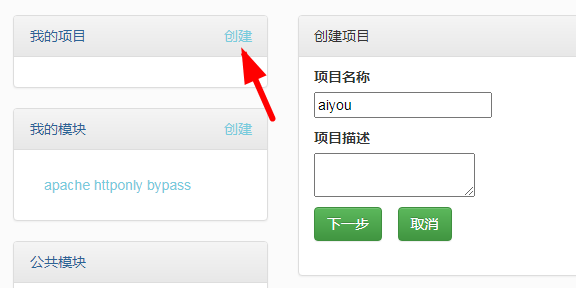 我的项目 创建
我的模块 创建
apache httponly bypass
公共模块
创建项目
项目名称
aiyou
项目描述
下一步 取消